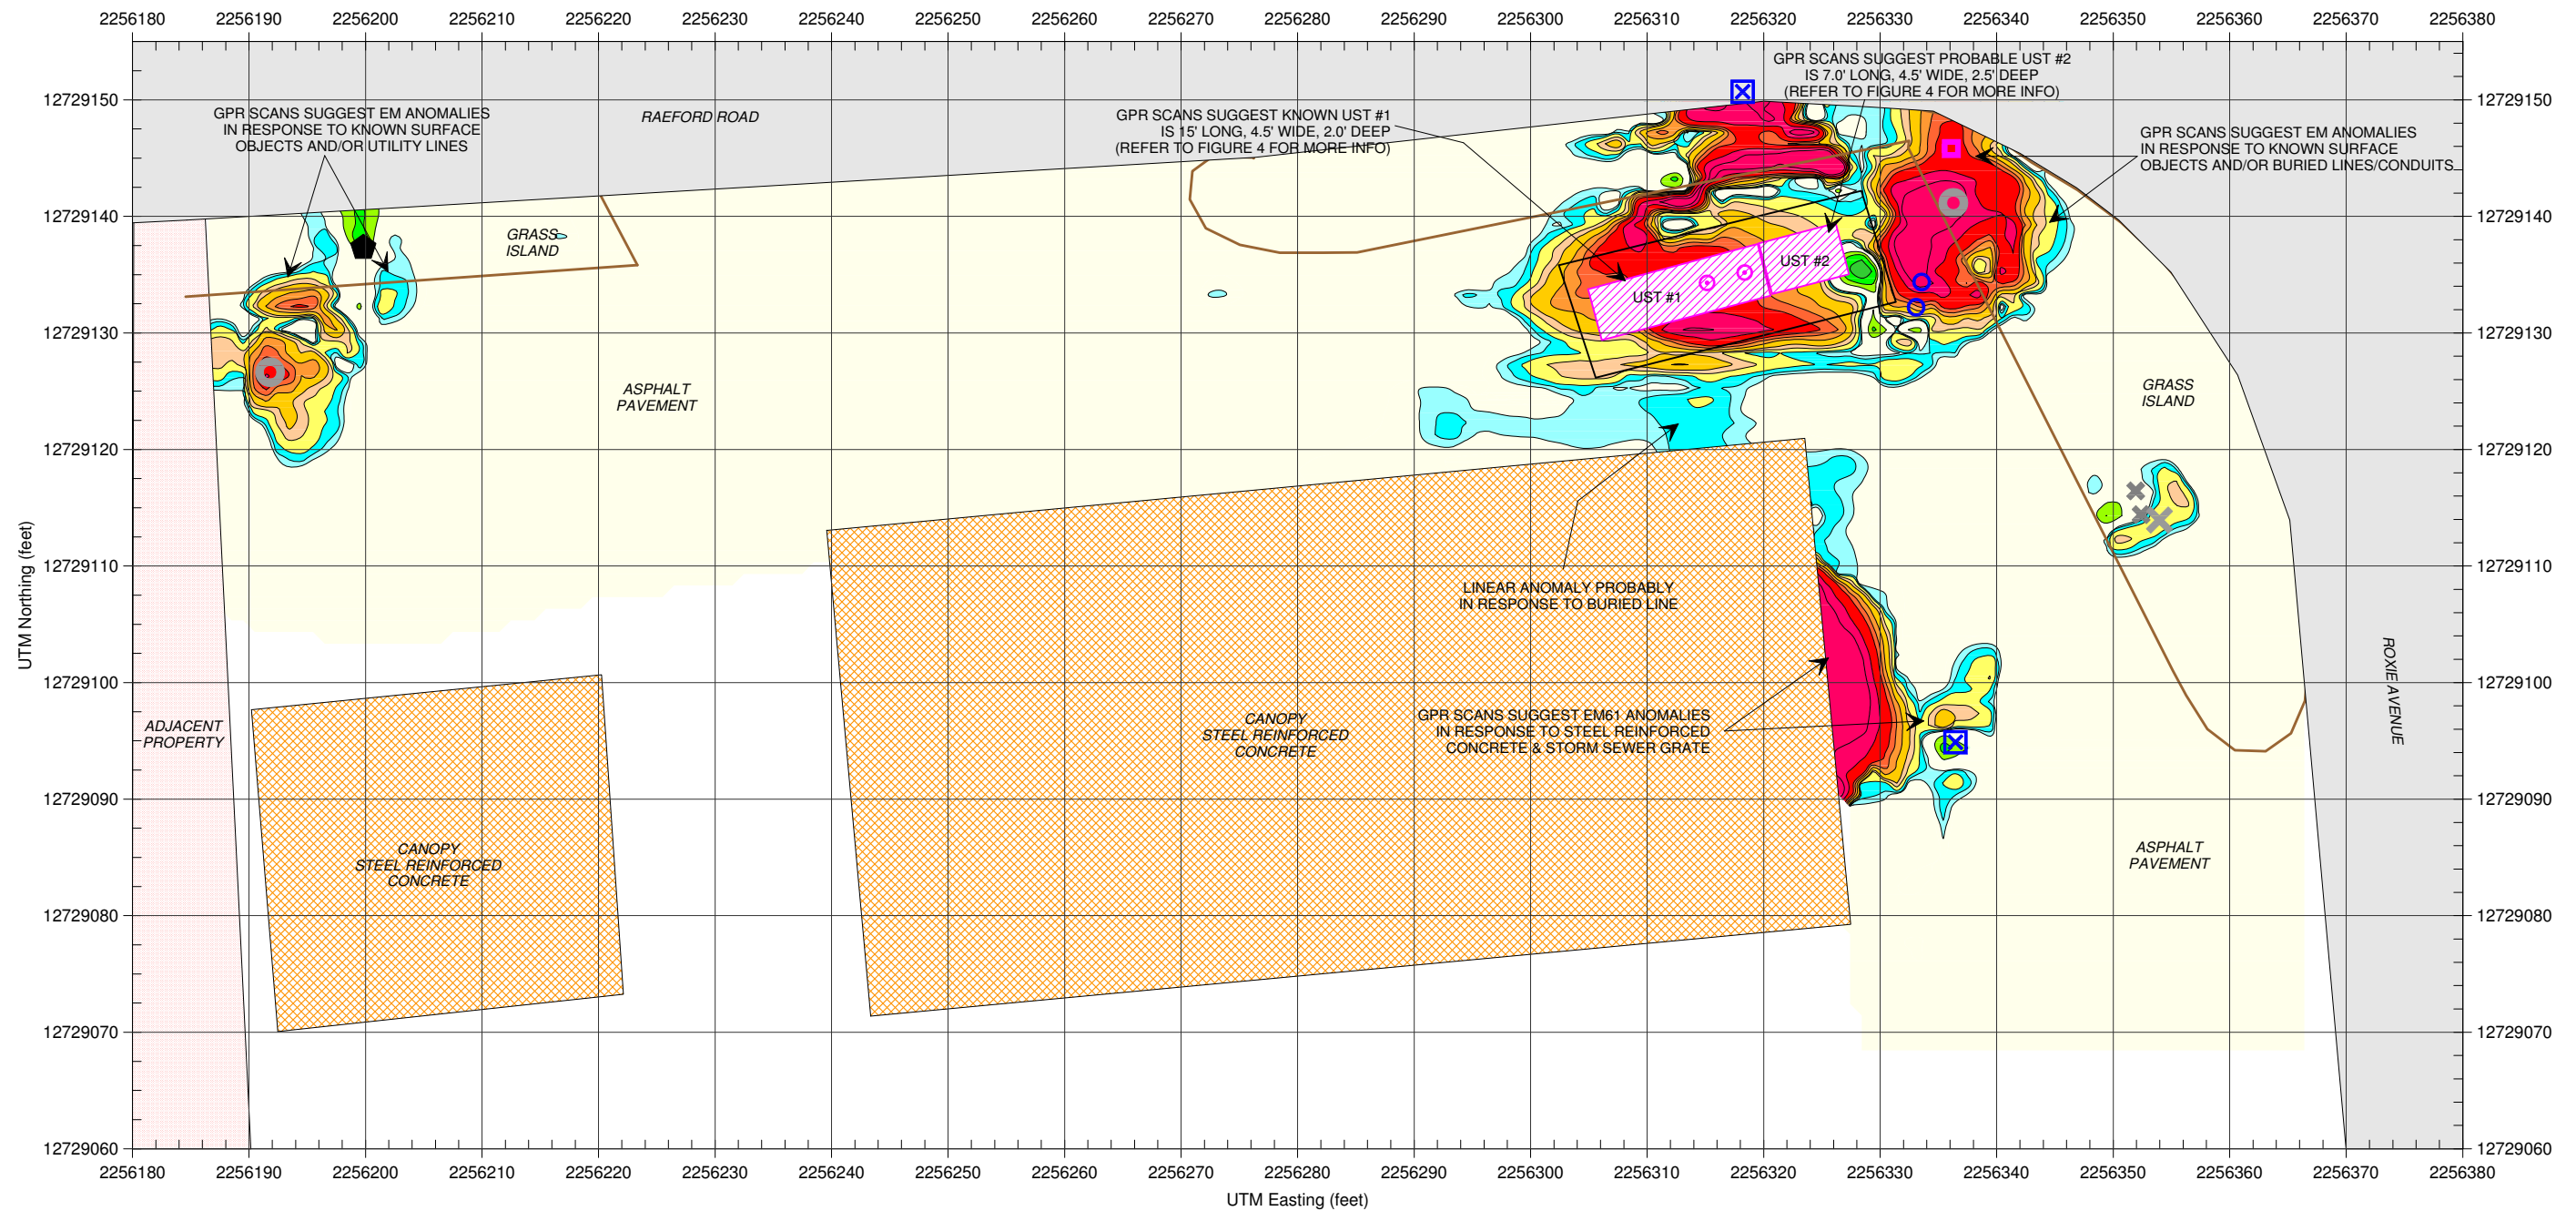 2256180 2256190 2256200 2256210 2256220 2256230 2256240 2256250 2256260 2256270 2256280 2256290 2256300 2256310 2256320 2256330 2256340 2256350 2256360 2256370 2256380
GPR SCANS SUGGEST PROBABLE UST #2
IS 7.0' LONG, 4.5' WIDE, 2.5' DEEP
(REFER TO FIGURE 4 FOR MORE INFO)
12729150 12729150
GPR SCANS SUGGEST EM ANOMALIES
IN RESPONSE TO KNOWN SURFACE
OBJECTS AND/OR UTILITY LINES
RAEFORD ROAD
GPR SCANS SUGGEST KNOWN UST #1
IS 15' LONG, 4.5' WIDE, 2.0' DEEP
(REFER TO FIGURE 4 FOR MORE INFO)
GPR SCANS SUGGEST EM ANOMALIES
IN RESPONSE TO KNOWN SURFACE
OBJECTS AND/OR BURIED LINES/CONDUITS
12729140 12729140
GRASS
ISLAND
UST #2
UST #1
12729130 12729130
ASPHALT
PAVEMENT
GRASS
ISLAND
12729120 12729120
12729110 12729110
LINEAR ANOMALY PROBABLY
IN RESPONSE TO BURIED LINE
UTM Northing (feet)
ROXIE AVENUE
12729100 12729100
ADJACENT
PROPERTY
CANOPY
STEEL REINFORCED
CONCRETE
GPR SCANS SUGGEST EM61 ANOMALIES
IN RESPONSE TO STEEL REINFORCED
CONCRETE & STORM SEWER GRATE
12729090 12729090
CANOPY
STEEL REINFORCED
CONCRETE
ASPHALT
PAVEMENT
12729080 12729080
12729070 12729070
12729060 12729060
2256180 2256190 2256200 2256210 2256220 2256230 2256240 2256250 2256260 2256270 2256280 2256290 2256300 2256310 2256320 2256330 2256340 2256350 2256360 2256370 2256380
UTM Easting (feet)